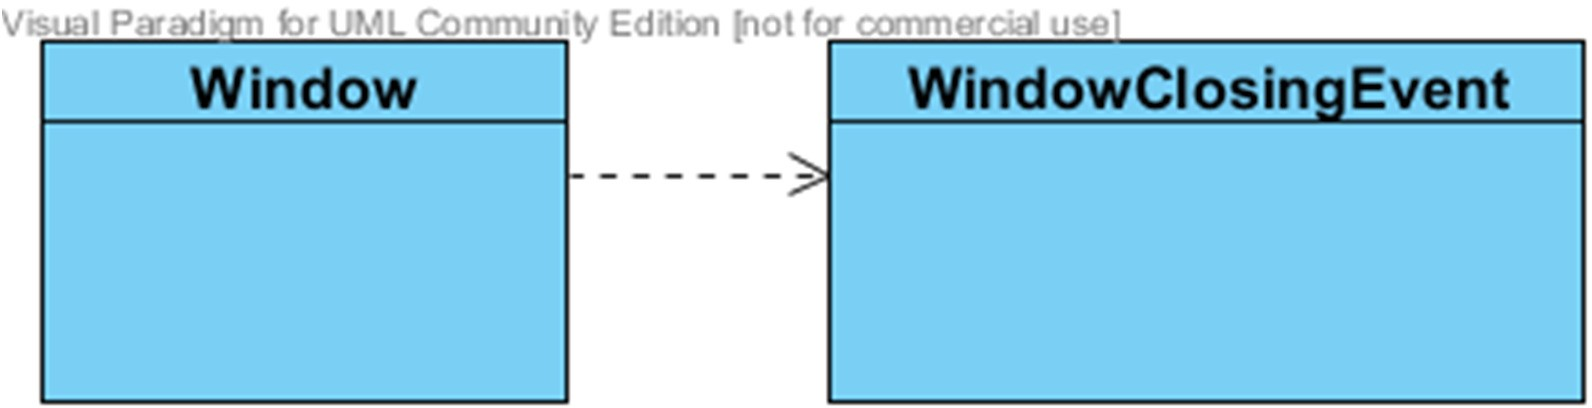 Visual Paradigm for UML Community Edition [not for commercial use]
Window
WindowClosingEvent